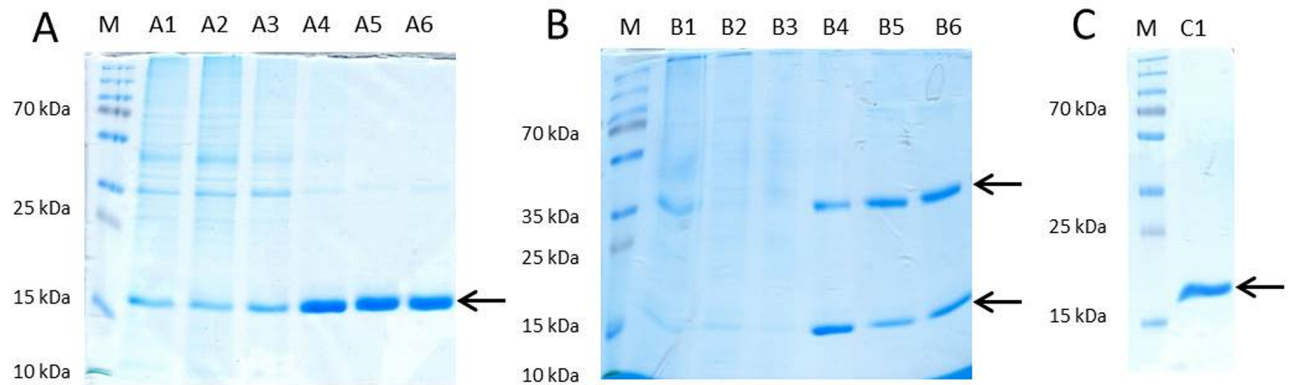 A M A1 A2 A3 A4 A5 A6
70 kDa
25 kDa
15 kDa
10 kDa
B M B1 B2 B3 B4 B5 B6
70 kDa
35 kDa
25 kDa
15 kDa
10 kDa
C M C1
70 kDa
25 kDa
15 kDa